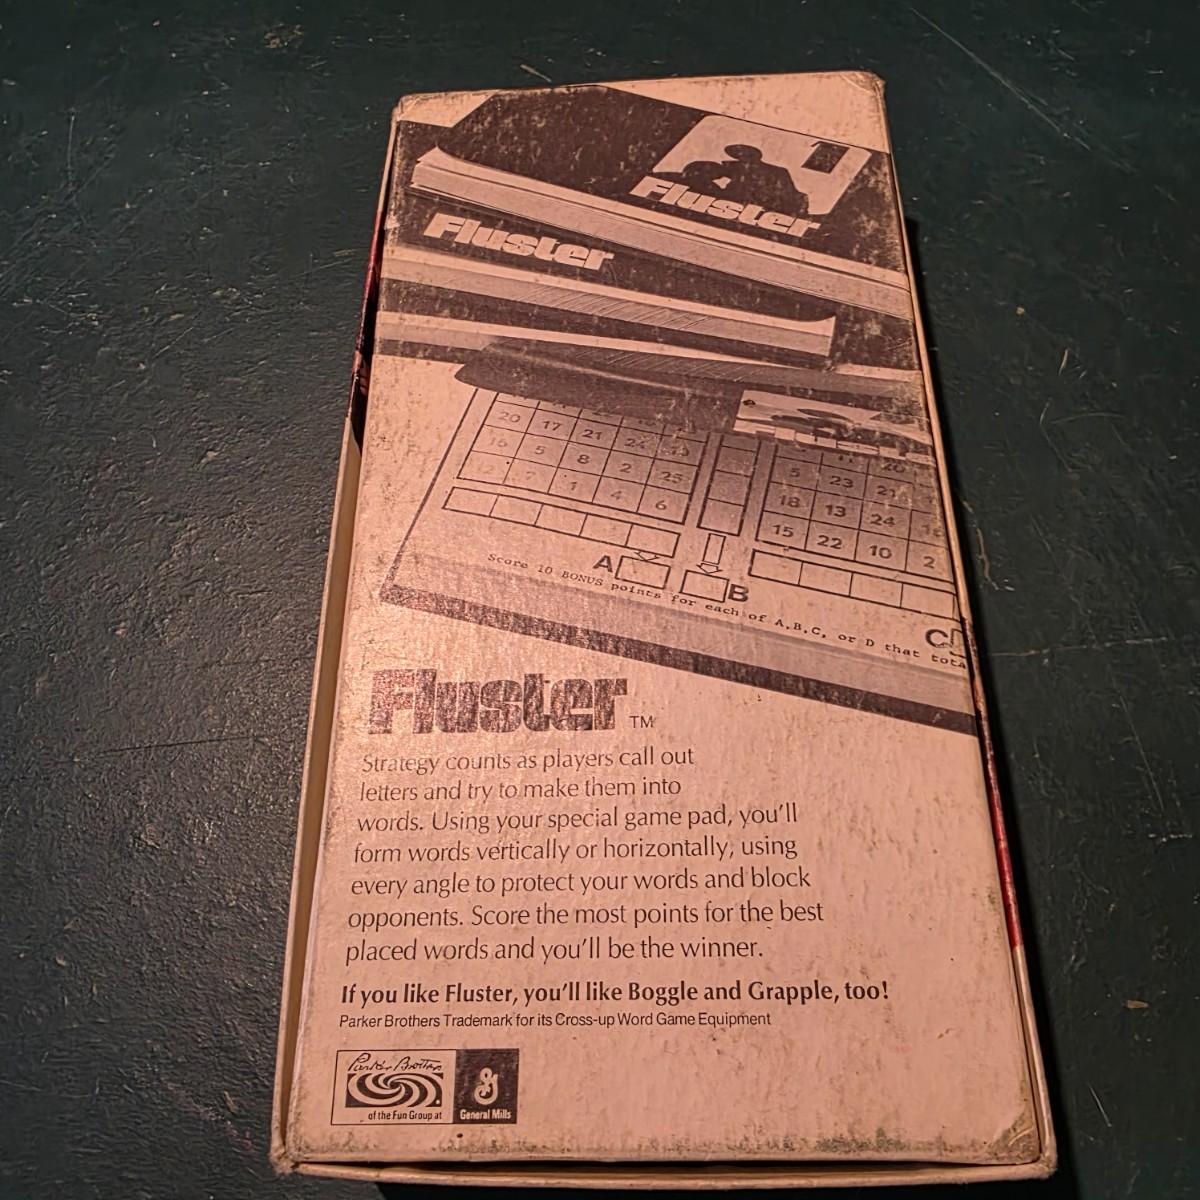 Fluster
Fluster
20 17 21 24 19
16 5 8 2 25
12 7 1 4 6
5 23 21
18 13 24
15 22 10 2
A
B
C
Score 10 BONUS points for each of A,B,C, or D that tota
Fluster TM
Strategy counts as players call out
letters and try to make them into
words. Using your special game pad, you'll
form words vertically or horizontally, using
every angle to protect your words and block
opponents. Score the most points for the best
placed words and you'll be the winner.
If you like Fluster, you'll like Boggle and Grapple, too!
Parker Brothers Trademark for its Cross-up Word Game Equipment
Parker Brothers
of the Fun Group at
General Mills